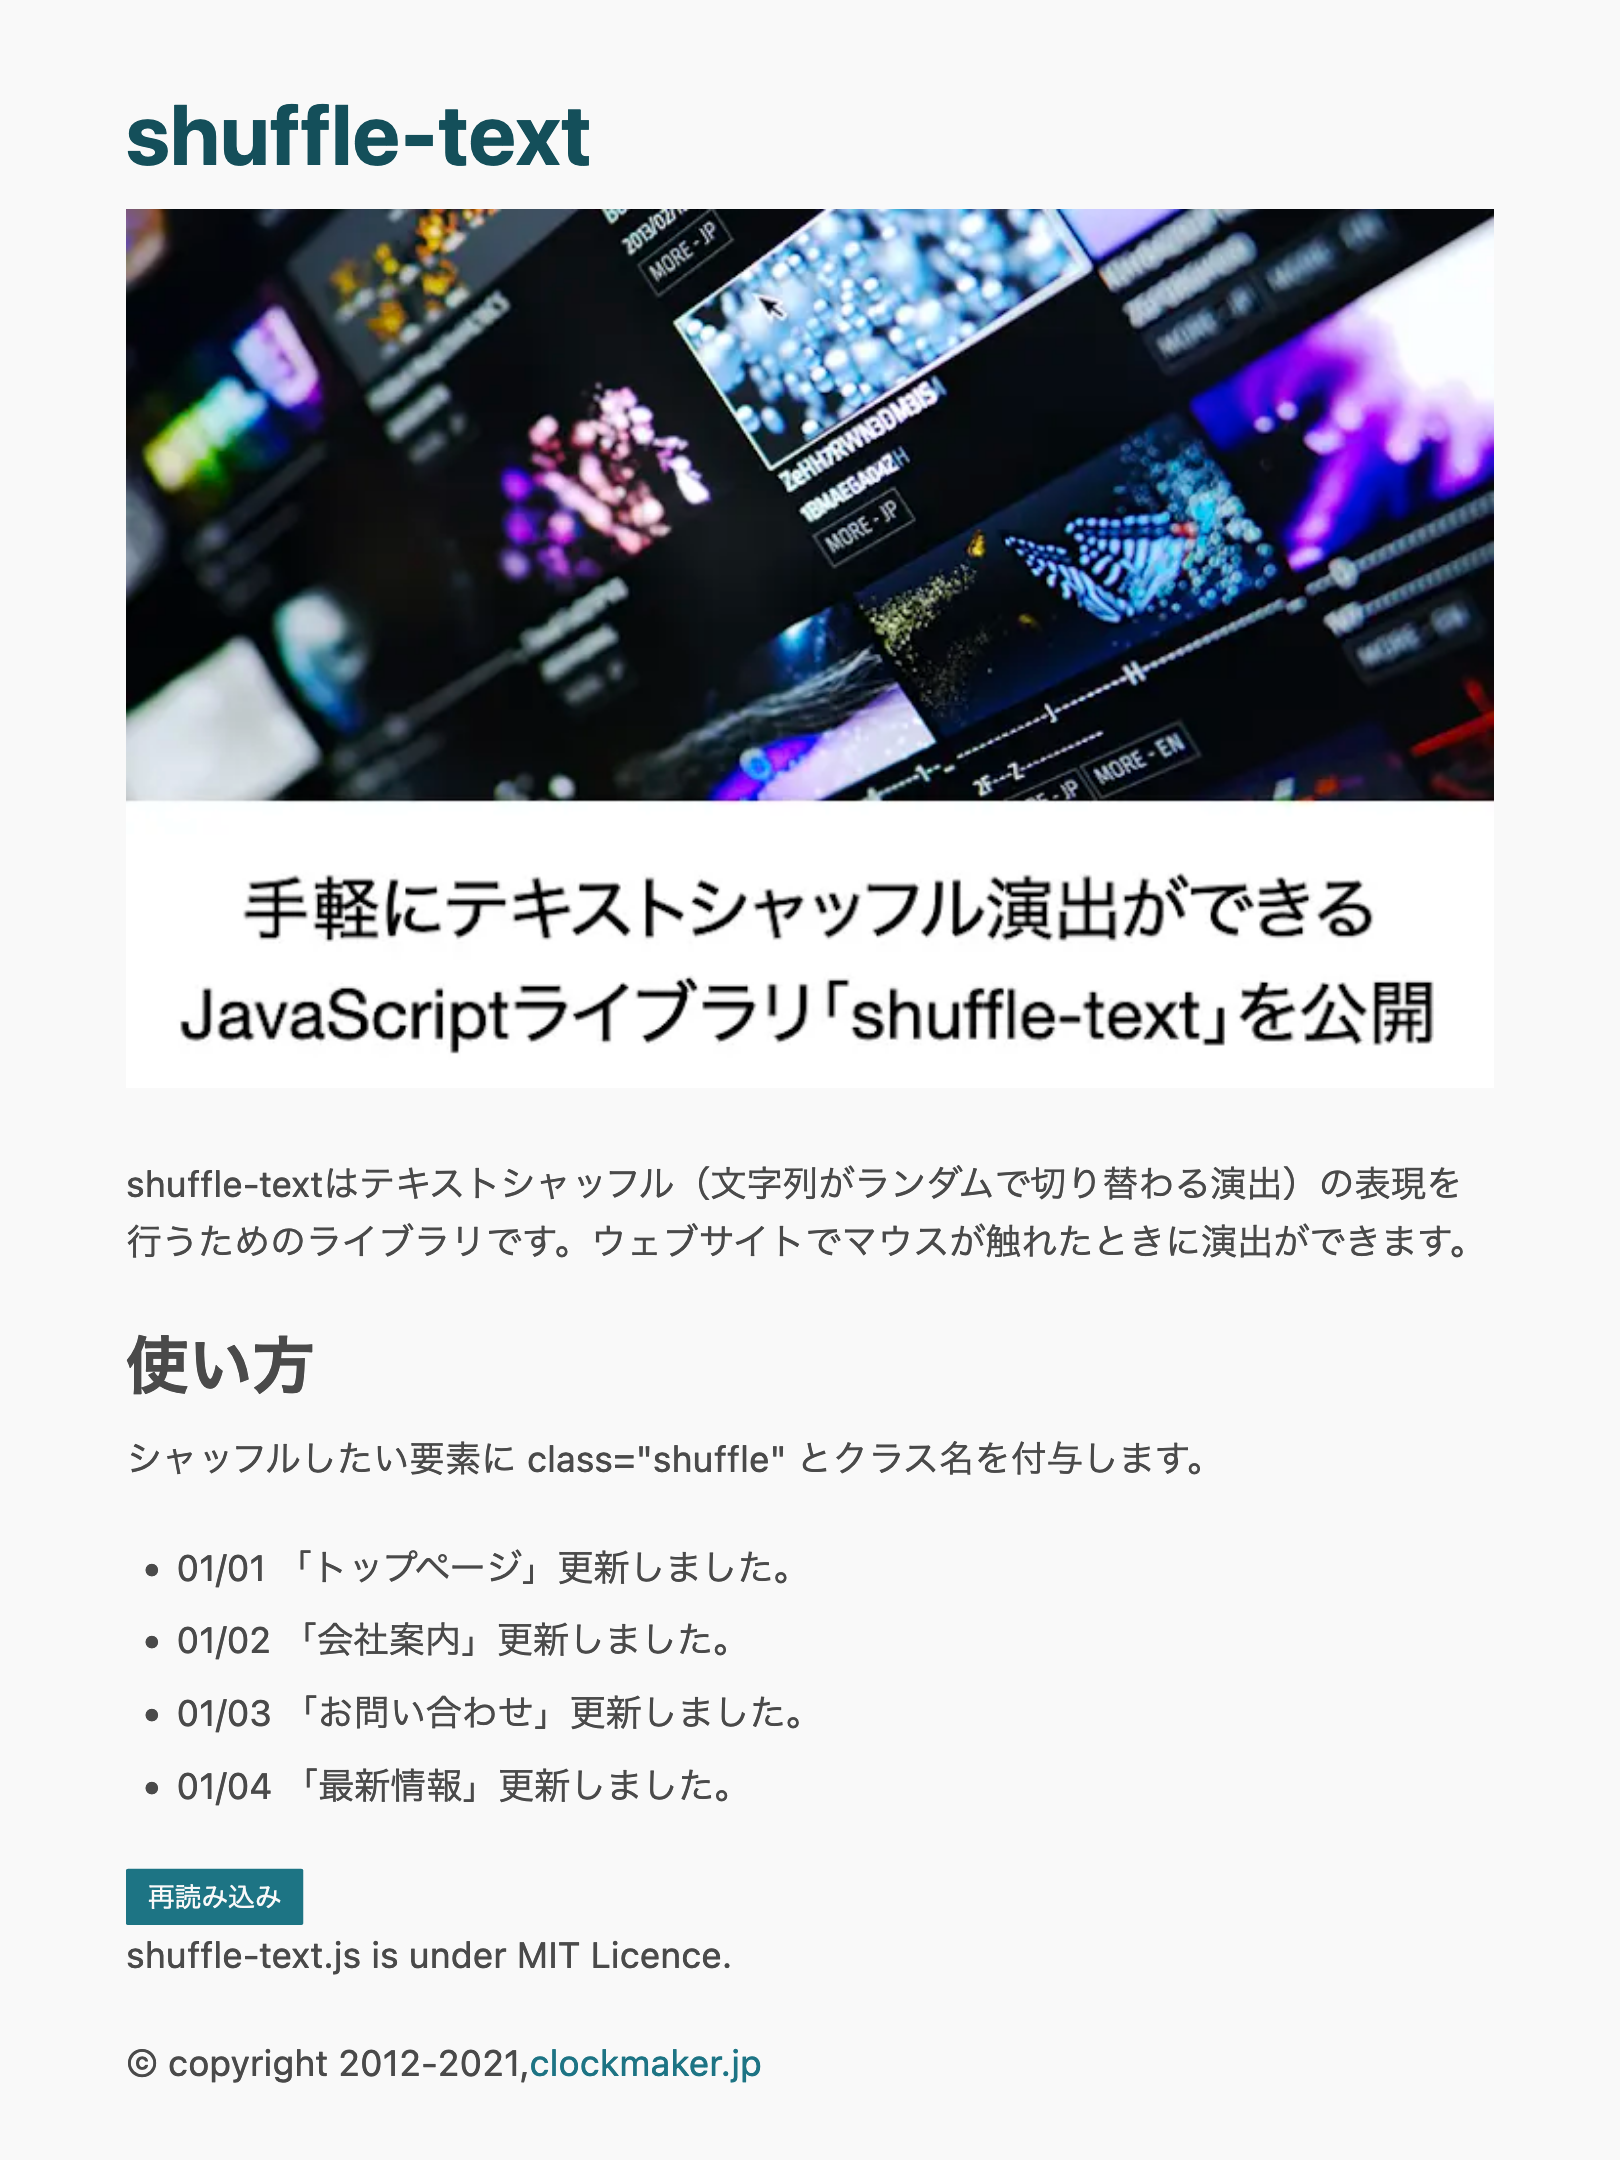 shuffle-text
2013/02/
MORE - JP
ZeHH7RWN3DM3IS
1BMAEGA04ZH
MORE - JP
MORE - EN
手軽にテキストシャッフル演出ができる
JavaScriptライブラリ「shuffle-text」を公開
shuffle-textはテキストシャッフル（文字列がランダムで切り替わる演出）の表現を
行うためのライブラリです。ウェブサイトでマウスが触れたときに演出ができます。
使い方
シャッフルしたい要素に class="shuffle" とクラス名を付与します。
• 01/01 「トップページ」更新しました。
• 01/02 「会社案内」更新しました。
• 01/03 「お問い合わせ」更新しました。
• 01/04 「最新情報」更新しました。
再読み込み
shuffle-text.js is under MIT Licence.
© copyright 2012-2021,clockmaker.jp